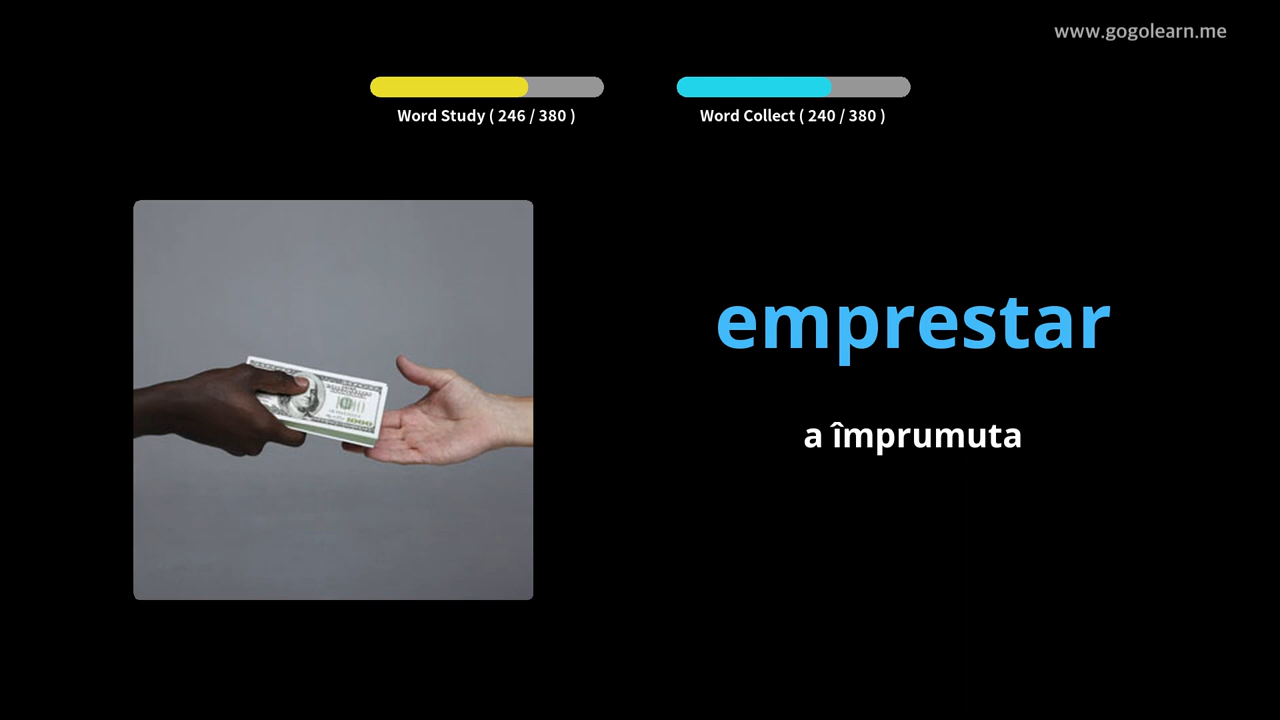 www.gogolearn.me
Word Study ( 246 / 380 )
Word Collect ( 240 / 380 )
emprestar
a împrumuta